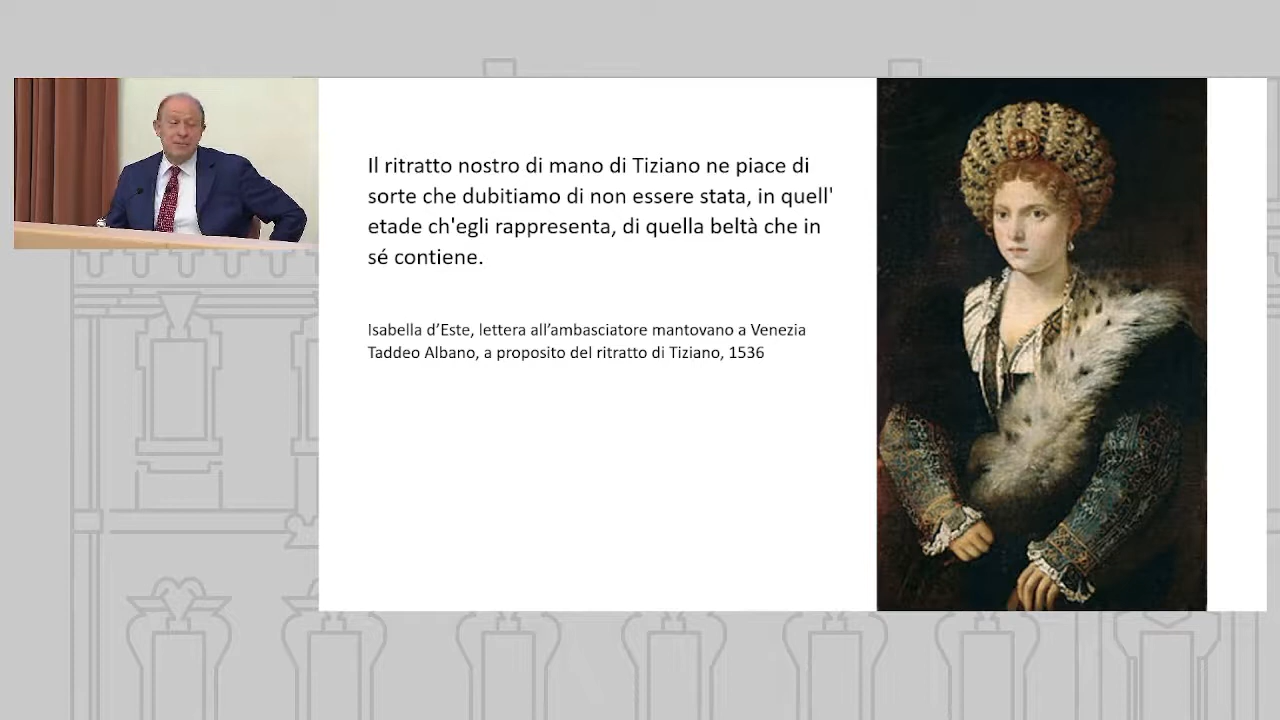 Il ritratto nostro di mano di Tiziano ne piace di
sorte che dubitiamo di non essere stata, in quell'
etade ch'egli rappresenta, di quella beltà che in
sé contiene.
Isabella d’Este, lettera all’ambasciatore mantovano a Venezia
Taddeo Albano, a proposito del ritratto di Tiziano, 1536